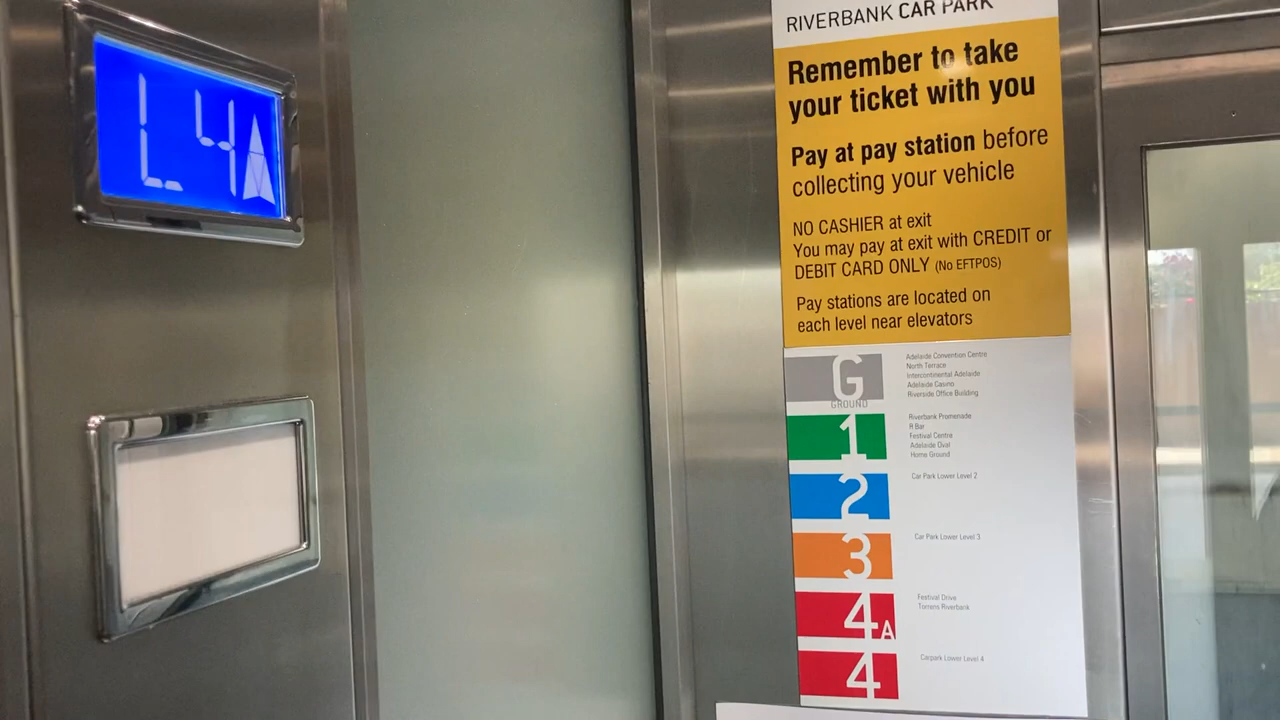 L4
RIVERBANK CAR PARK
Remember to take
your ticket with you
Pay at pay station before
collecting your vehicle
NO CASHIER at exit
You may pay at exit with CREDIT or
DEBIT CARD ONLY (No EFTPOS)
Pay stations are located on
each level near elevators
G
GROUND
Adelaide Convention Centre
North Terrace
Intercontinental Adelaide
Adelaide Casino
Riverside Office Building
1
Riverbank Promenade
R Bar
Festival Centre
Adelaide Oval
Home Ground
2
Car Park Lower Level 2
3
Car Park Lower Level 3
4A
Festival Drive
Torrens Riverbank
4
Carpark Lower Level 4